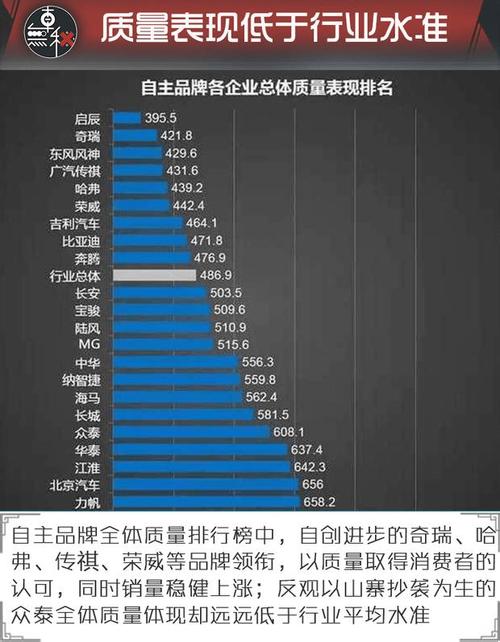 质量表现低于行业水准
自主品牌各企业总体质量表现排名
启辰 395.5
奇瑞 421.8
东风风神 429.6
广汽传祺 431.6
哈弗 439.2
荣威 442.4
吉利汽车 464.1
比亚迪 471.8
奔腾 476.9
行业总体 486.9
长安 503.5
宝骏 509.6
陆风 510.9
MG 515.6
中华 556.3
纳智捷 559.8
海马 562.4
长城 581.5
众泰 608.1
华泰 637.4
江淮 642.3
北京汽车 656
力帆 658.2
自主品牌全体质量排行榜中，自创进步的奇瑞、哈
弗、传祺、荣威等品牌领衔，以质量取得消费者的
认可，同时销量稳健上涨；反观以山寨抄袭为生的
众泰全体质量体现却远远低于行业平均水准